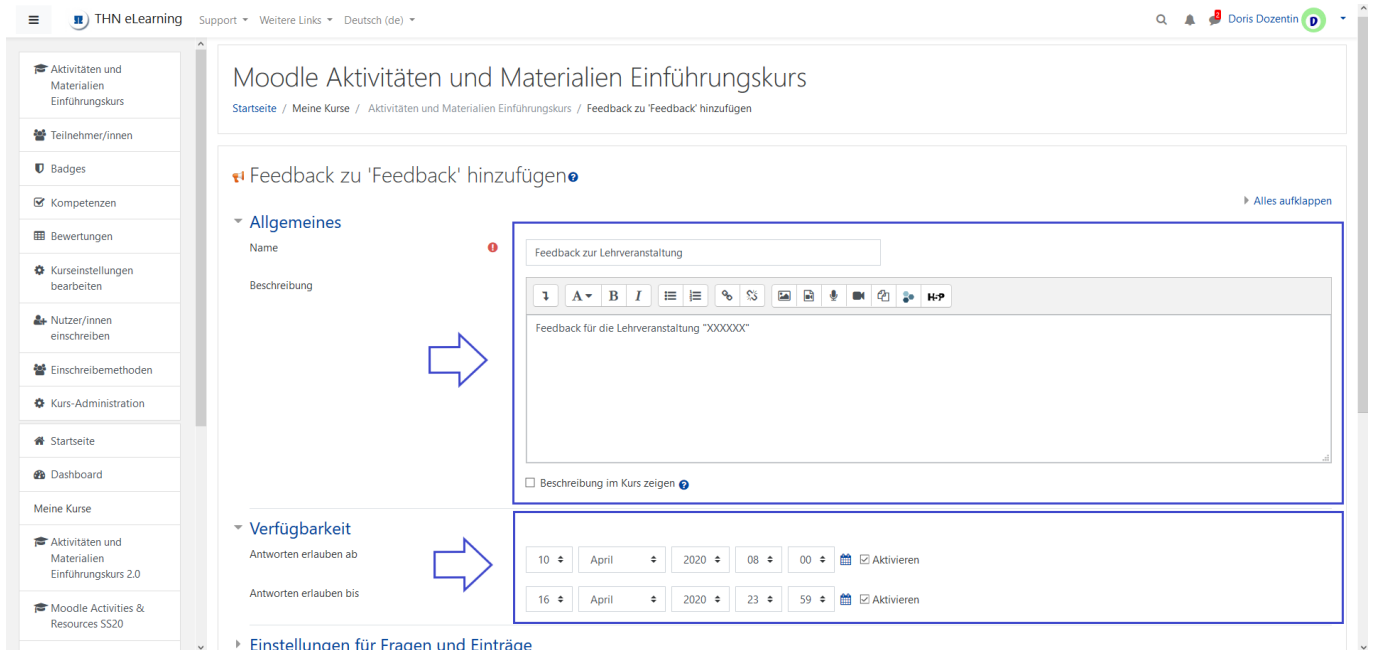 THN eLearning Support Weitere Links Deutsch (de) 2 Doris Dozentin D
Aktivitäten und
Materialien
Einführungskurs
Teilnehmer/innen
Badges
Kompetenzen
Bewertungen
Kurseinstellungen
bearbeiten
Nutzer/innen
einschreiben
Einschreibemethoden
Kurs-Administration
Startseite
Dashboard
Meine Kurse
Aktivitäten und
Materialien
Einführungskurs 2.0
Moodle Activities &
Resources SS20
Moodle Aktivitäten und Materialien Einführungskurs
Startseite / Meine Kurse / Aktivitäten und Materialien Einführungskurs / Feedback zu 'Feedback' hinzufügen
Feedback zu 'Feedback' hinzufügen
Alles aufklappen
Allgemeines
Name
Feedback zur Lehrveranstaltung
Beschreibung
A B I H-P
Feedback für die Lehrveranstaltung "XXXXXX"
Beschreibung im Kurs zeigen
Verfügbarkeit
Antworten erlauben ab
10 April 2020 08 00 Aktivieren
Antworten erlauben bis
16 April 2020 23 59 Aktivieren
Einstellungen für Fragen und Einträge